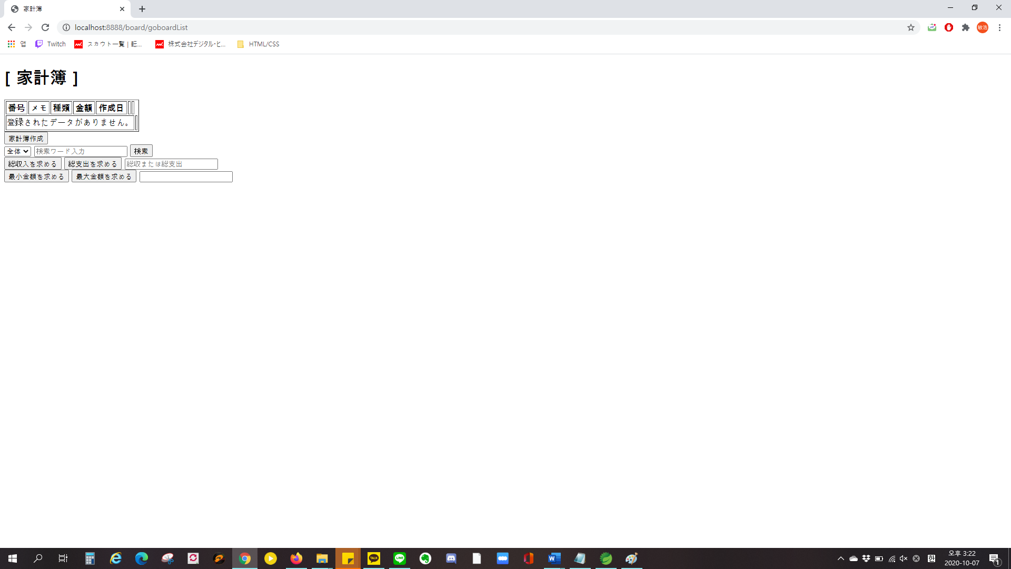 家計簿
localhost:8888/board/goboardList
앱 Twitch スカウト一覧 | 転... 株式会社デジタル・ヒ... HTML/CSS
[ 家計簿 ]
番号 メモ 種類 金額 作成日
登録されたデータがありません。
家計簿作成
全体 検索ワード入力 検索
総収入を求める 総支出を求める 総収または総支出
最小金額を求める 最大金額を求める
오후 3:22
2020-10-07